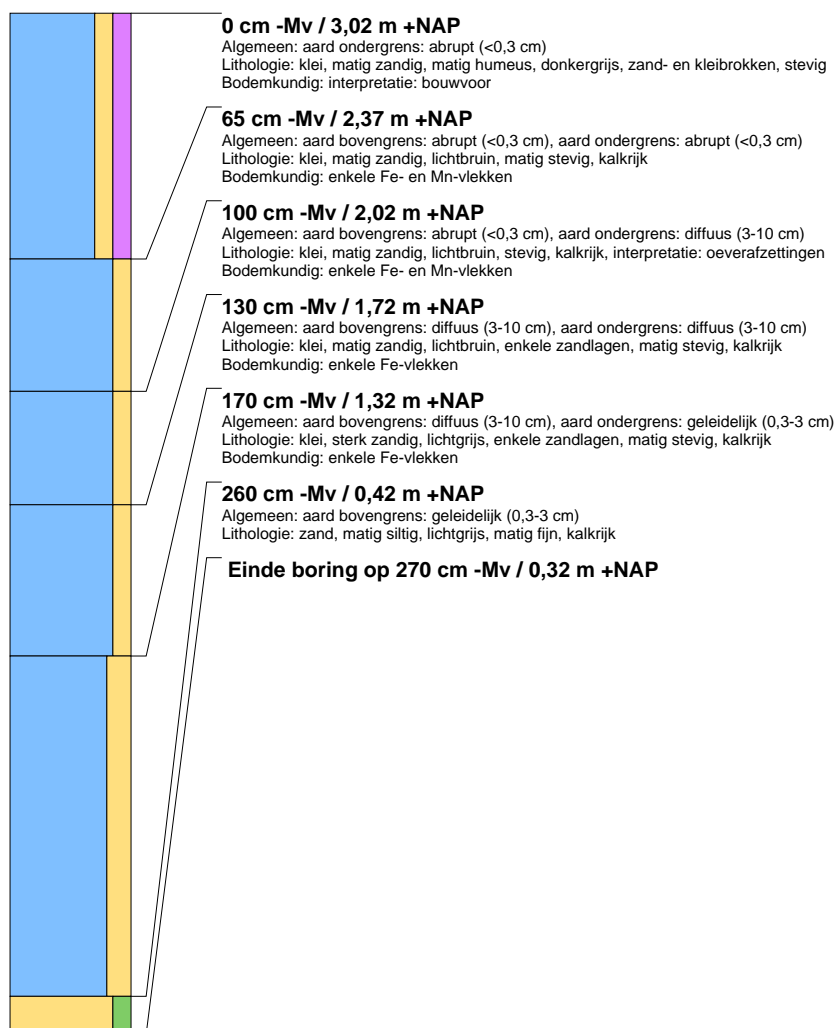 0 cm -Mv / 3,02 m +NAP
Algemeen: aard ondergrens: abrupt (<0,3 cm)
Lithologie: klei, matig zandig, matig humeus, donkergrijs, zand- en kleibrokken, stevig
Bodemkundig: interpretatie: bouwvoor
65 cm -Mv / 2,37 m +NAP
Algemeen: aard bovengrens: abrupt (<0,3 cm), aard ondergrens: abrupt (<0,3 cm)
Lithologie: klei, matig zandig, lichtbruin, matig stevig, kalkrijk
Bodemkundig: enkele Fe- en Mn-vlekken
100 cm -Mv / 2,02 m +NAP
Algemeen: aard bovengrens: abrupt (<0,3 cm), aard ondergrens: diffuus (3-10 cm)
Lithologie: klei, matig zandig, lichtbruin, stevig, kalkrijk, interpretatie: oeverafzettingen
Bodemkundig: enkele Fe- en Mn-vlekken
130 cm -Mv / 1,72 m +NAP
Algemeen: aard bovengrens: diffuus (3-10 cm), aard ondergrens: diffuus (3-10 cm)
Lithologie: klei, matig zandig, lichtbruin, enkele zandlagen, matig stevig, kalkrijk
Bodemkundig: enkele Fe-vlekken
170 cm -Mv / 1,32 m +NAP
Algemeen: aard bovengrens: diffuus (3-10 cm), aard ondergrens: geleidelijk (0,3-3 cm)
Lithologie: klei, sterk zandig, lichtgrijs, enkele zandlagen, matig stevig, kalkrijk
Bodemkundig: enkele Fe-vlekken
260 cm -Mv / 0,42 m +NAP
Algemeen: aard bovengrens: geleidelijk (0,3-3 cm)
Lithologie: zand, matig siltig, lichtgrijs, matig fijn, kalkrijk
Einde boring op 270 cm -Mv / 0,32 m +NAP